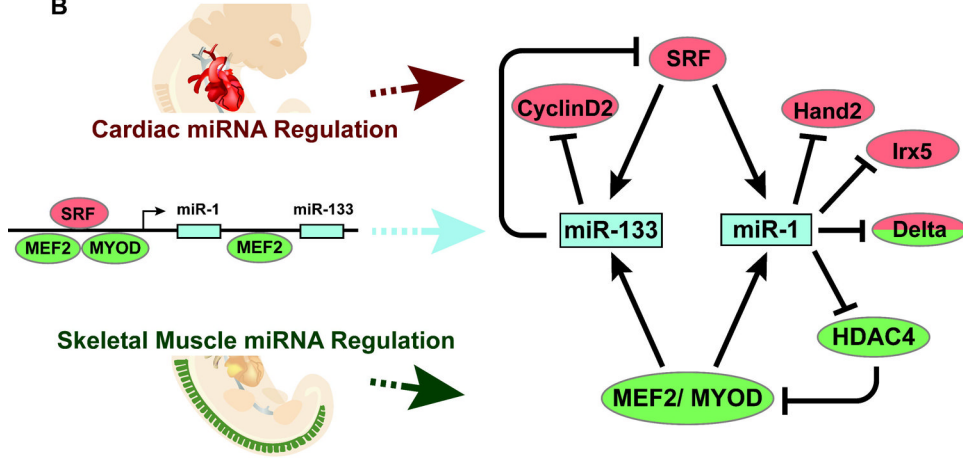 B
Cardiac miRNA Regulation
SRF
miR-1
miR-133
MEF2
MYOD
MEF2
Skeletal Muscle miRNA Regulation
SRF
CyclinD2
Hand2
Irx5
miR-133
miR-1
Delta
HDAC4
MEF2/ MYOD